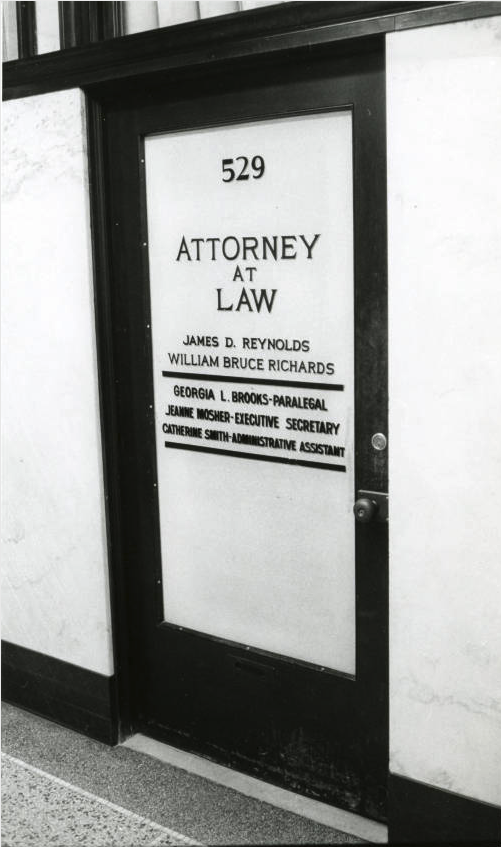 529
ATTORNEY
AT
LAW
JAMES D. REYNOLDS
WILLIAM BRUCE RICHARDS
GEORGIA L. BROOKS-PARALEGAL
JEANNE MOSHER-EXECUTIVE SECRETARY
CATHERINE SMITH-ADMINISTRATIVE ASSISTANT